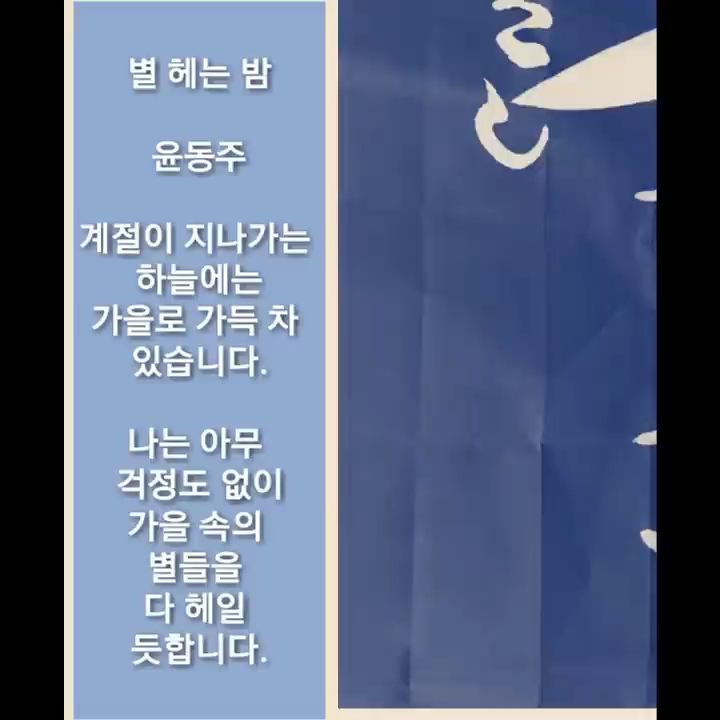 별 헤는 밤
윤동주
계절이 지나가는
하늘에는
가을로 가득 차
있습니다.
나는 아무
걱정도 없이
가을 속의
별들을
다 헤일
듯합니다.